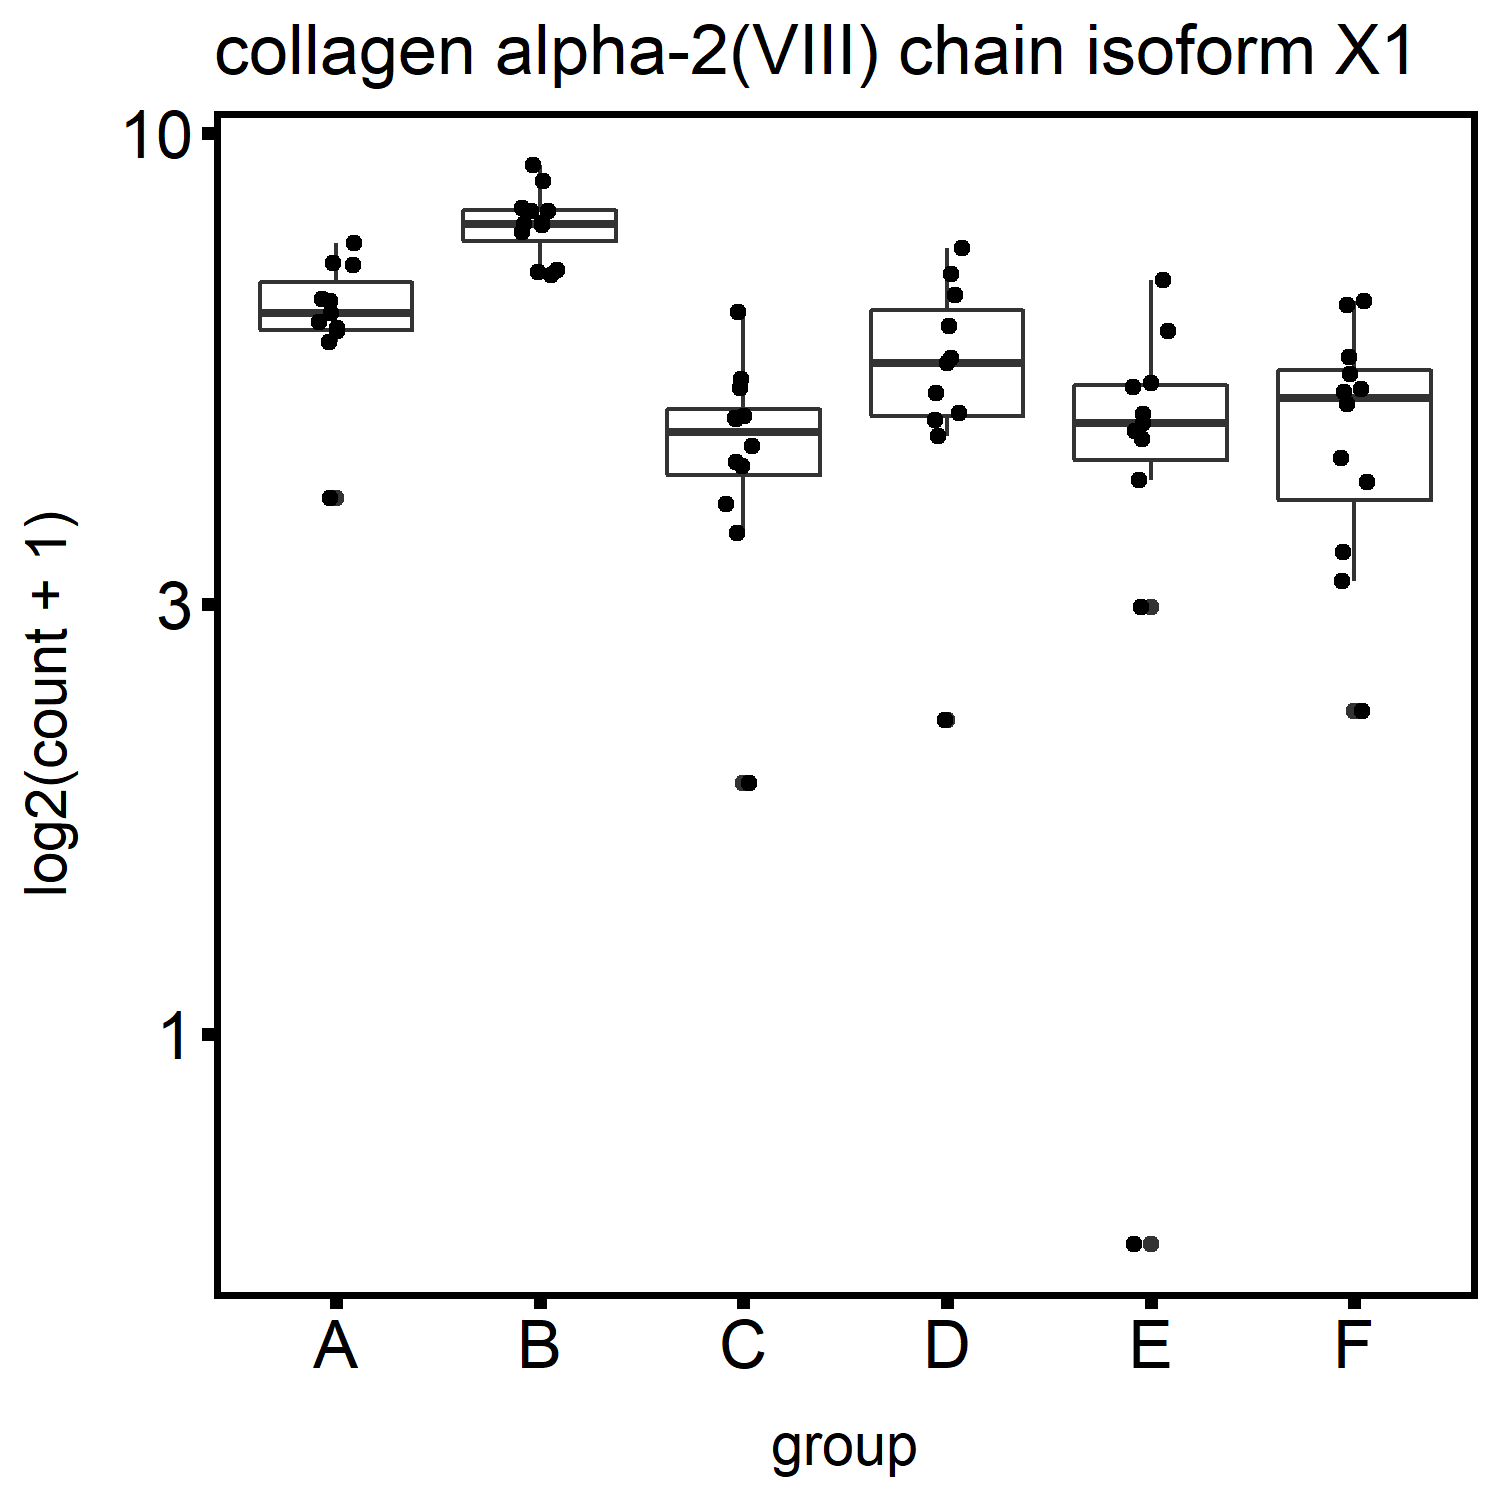 collagen alpha-2(VIII) chain isoform X1
10
3
1
log2(count + 1)
A B C D E F
group